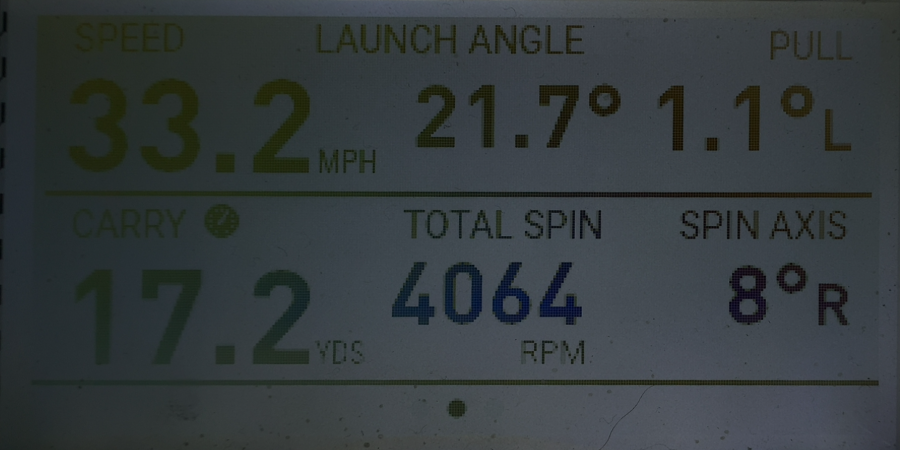 SPEED LAUNCH ANGLE PULL
33.2 MPH 21.7° 1.1° L
CARRY TOTAL SPIN SPIN AXIS
17.2 YDS 4064 RPM 8° R